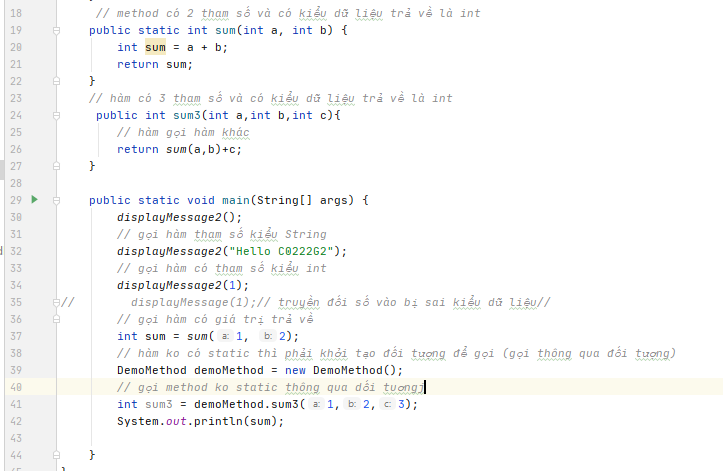 18 // method có 2 tham số và có kiểu dữ liệu trả về là int
19 public static int sum(int a, int b) {
20 int sum = a + b;
21 return sum;
22 }
23 // hàm có 3 tham số và có kiểu dữ liệu trả về là int
24 public int sum3(int a,int b,int c){
25 // hàm gọi hàm khác
26 return sum(a,b)+c;
27 }
28
29 public static void main(String[] args) {
30 displayMessage2();
31 // gọi hàm tham số kiểu String
32 displayMessage2("Hello C0222G2");
33 // gọi hàm có tham số kiểu int
34 displayMessage2(1);
35 // displayMessage(1);// truyền đối số vào bị sai kiểu dữ liệu//
36 // gọi hàm có giá trị trả về
37 int sum = sum( a: 1, b: 2);
38 // hàm ko có static thì phải khởi tạo đối tượng để gọi (gọi thông qua đối tượng)
39 DemoMethod demoMethod = new DemoMethod();
40 // gọi method ko static thông qua dối tuơngj
41 int sum3 = demoMethod.sum3( a: 1, b: 2, c: 3);
42 System.out.println(sum);
43
44 }